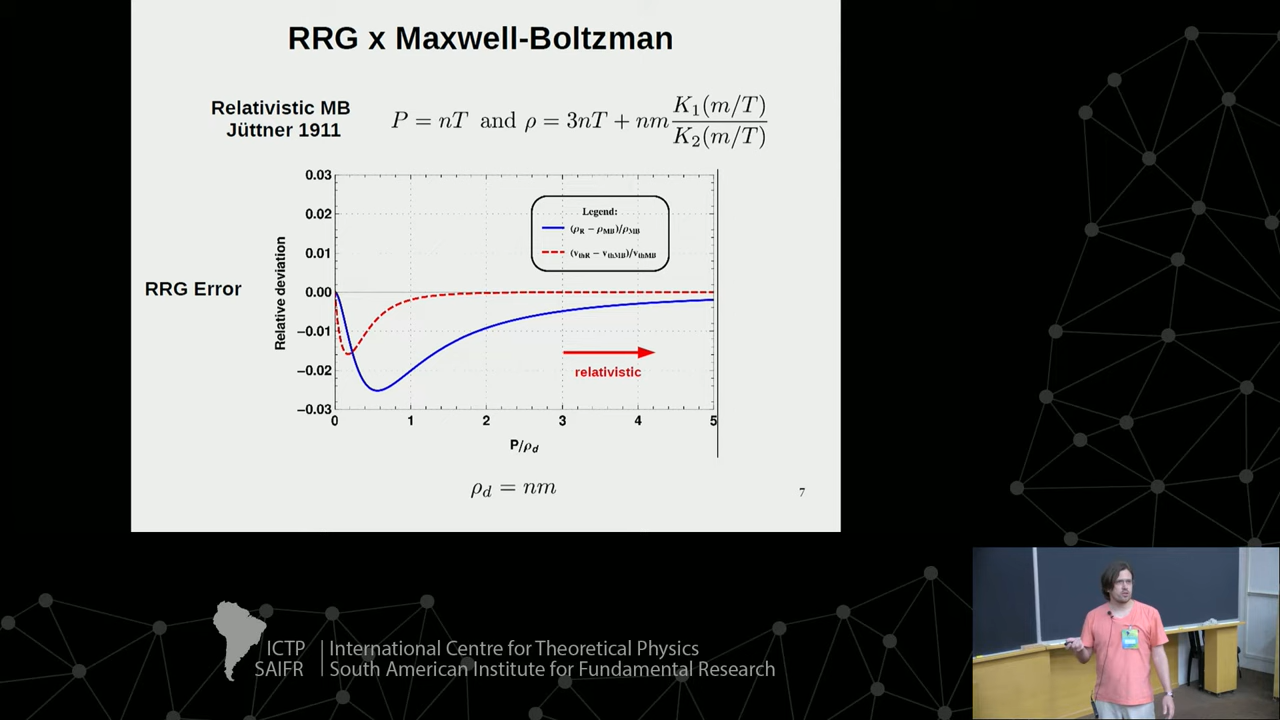 RRG x Maxwell-Boltzman
Relativistic MB
Jüttner 1911
P = nT and ρ = 3nT + nm K₁(m/T) / K₂(m/T)
RRG Error
Relative deviation
0.03
0.02
0.01
0.00
−0.01
−0.02
−0.03
Legend:
(ρR − ρMB)/ρMB
(vthR − vthMB)/vthMB
relativistic
0 1 2 3 4 5
P/ρd
ρd = nm
7
ICTP | International Centre for Theoretical Physics
SAIFR | South American Institute for Fundamental Research